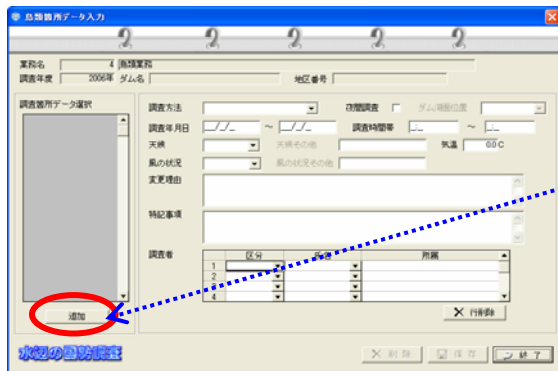 鳥類箇所データ入力
業務名 4 鳥類業務
調査年度 2006年 ダム名 地区番号
調査箇所データ選択
調査方法 夜間調査 ダム湖面位置
調査年月日 _/_/_ ~ _/_/_ 調査時間帯 _:_ ~ _:_
天候 天候その他 気温 0.0 C
風の状況 風の状況その他
変更理由
特記事項
調査者 区分 氏名 所属
1
2
3
4
追加
行削除
水辺の国勢調査
削除 保存 終了